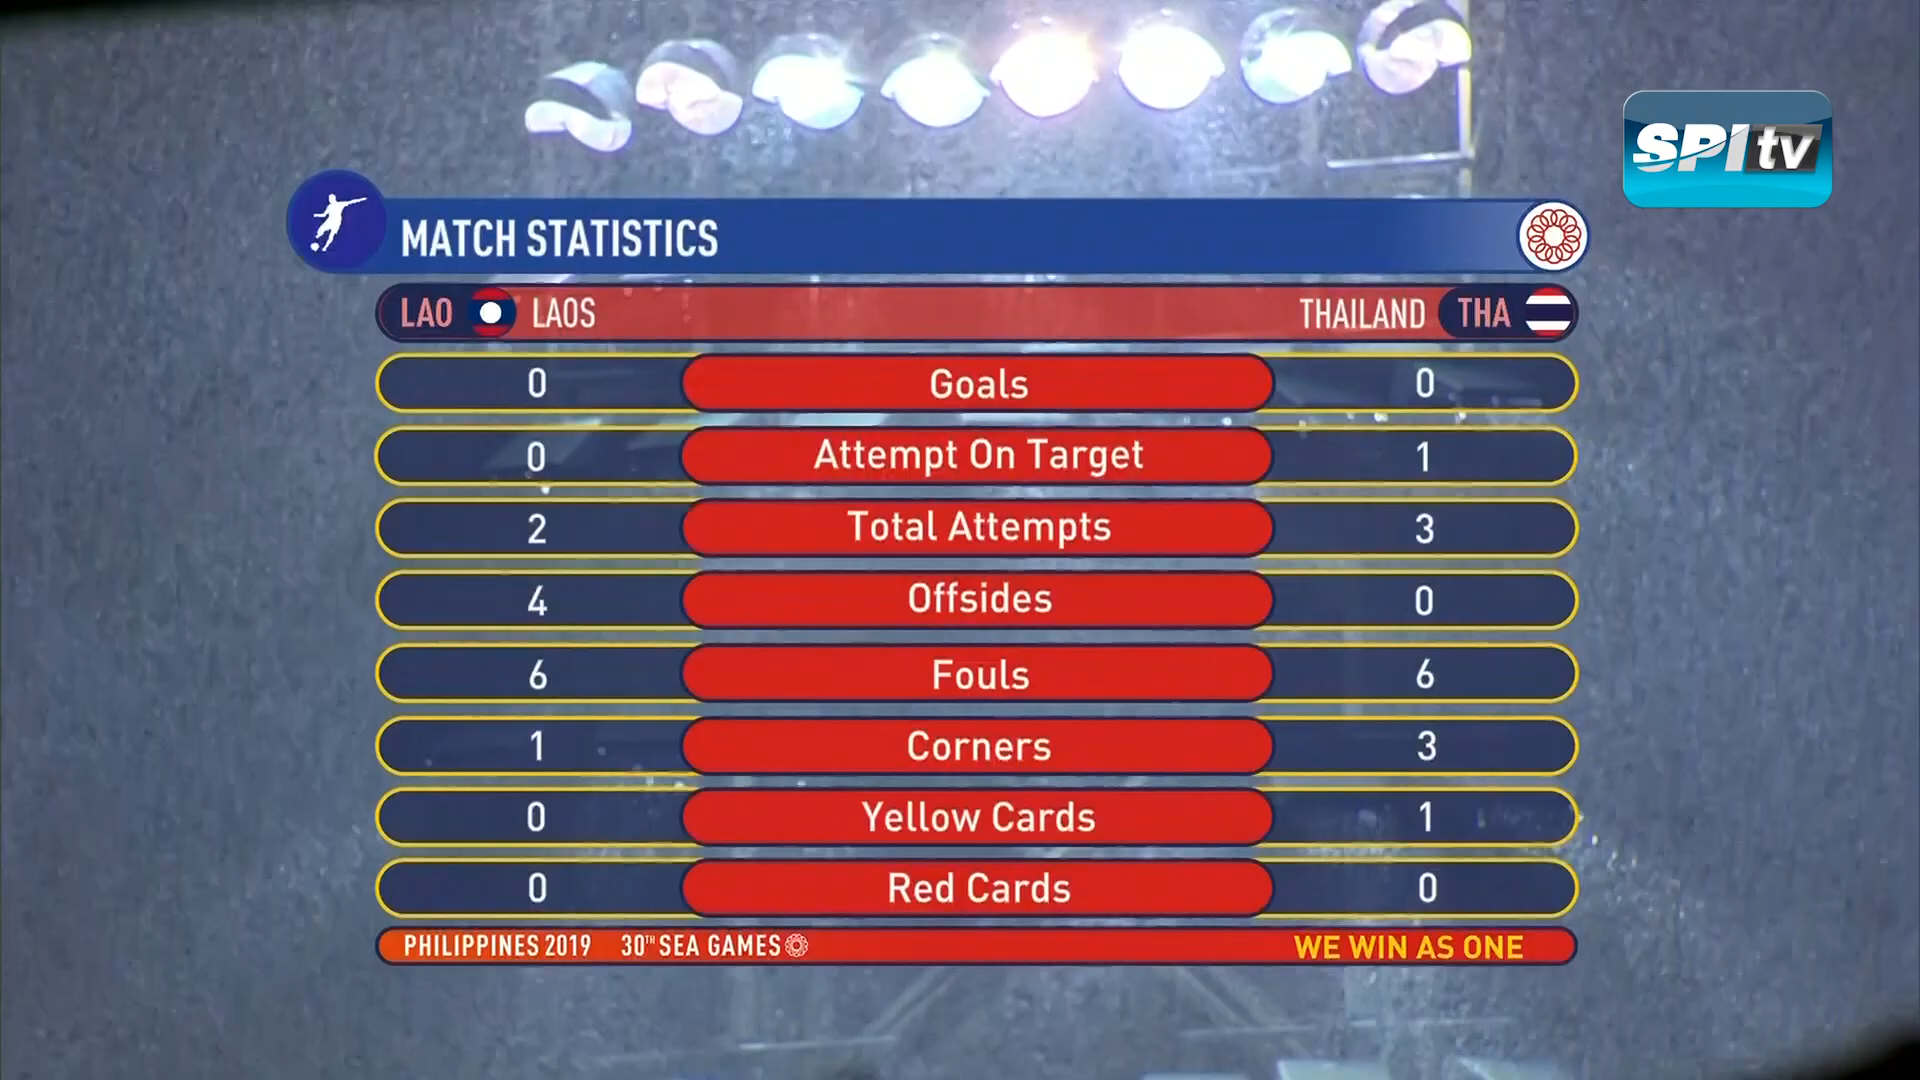 SPI tv
MATCH STATISTICS
LAO LAOS THAILAND THA
0 Goals 0
0 Attempt On Target 1
2 Total Attempts 3
4 Offsides 0
6 Fouls 6
1 Corners 3
0 Yellow Cards 1
0 Red Cards 0
PHILIPPINES 2019 30TH SEA GAMES WE WIN AS ONE